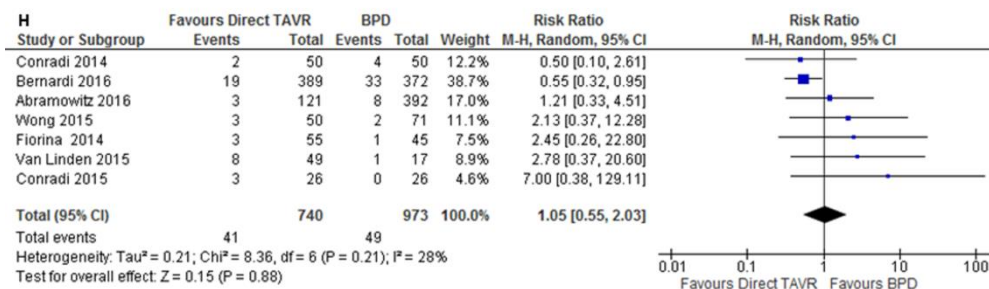 H Favours Direct TAVR BPD Risk Ratio Risk Ratio
Study or Subgroup Events Total Events Total Weight M-H, Random, 95% CI M-H, Random, 95% CI
Conradi 2014 2 50 4 50 12.2% 0.50 [0.10, 2.61]
Bernardi 2016 19 389 33 372 38.7% 0.55 [0.32, 0.95]
Abramowitz 2016 3 121 8 392 17.0% 1.21 [0.33, 4.51]
Wong 2015 3 50 2 71 11.1% 2.13 [0.37, 12.28]
Fiorina 2014 3 55 1 45 7.5% 2.45 [0.26, 22.80]
Van Linden 2015 8 49 1 17 8.9% 2.78 [0.37, 20.60]
Conradi 2015 3 26 0 26 4.6% 7.00 [0.38, 129.11]
Total (95% CI) 740 973 100.0% 1.05 [0.55, 2.03]
Total events 41 49
Heterogeneity: Tau² = 0.21; Chi² = 8.36, df = 6 (P = 0.21); I² = 28%
Test for overall effect: Z = 0.15 (P = 0.88)
0.01 0.1 1 10 100
Favours Direct TAVR Favours BPD